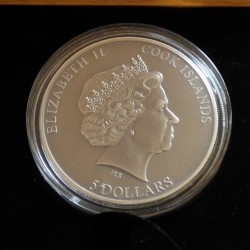 ELIZABETH II
COOK ISLANDS
IRB
5 DOLLARS